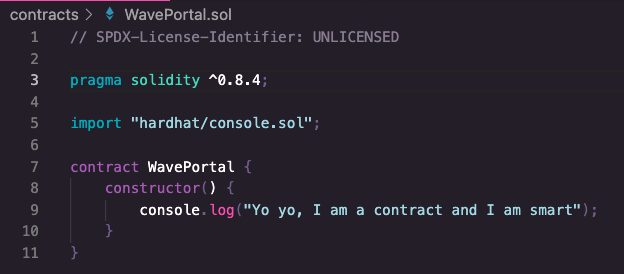 contracts > WavePortal.sol
1 // SPDX-License-Identifier: UNLICENSED
2
3 pragma solidity ^0.8.4;
4
5 import "hardhat/console.sol";
6
7 contract WavePortal {
8     constructor() {
9         console.log("Yo yo, I am a contract and I am smart");
10     }
11 }